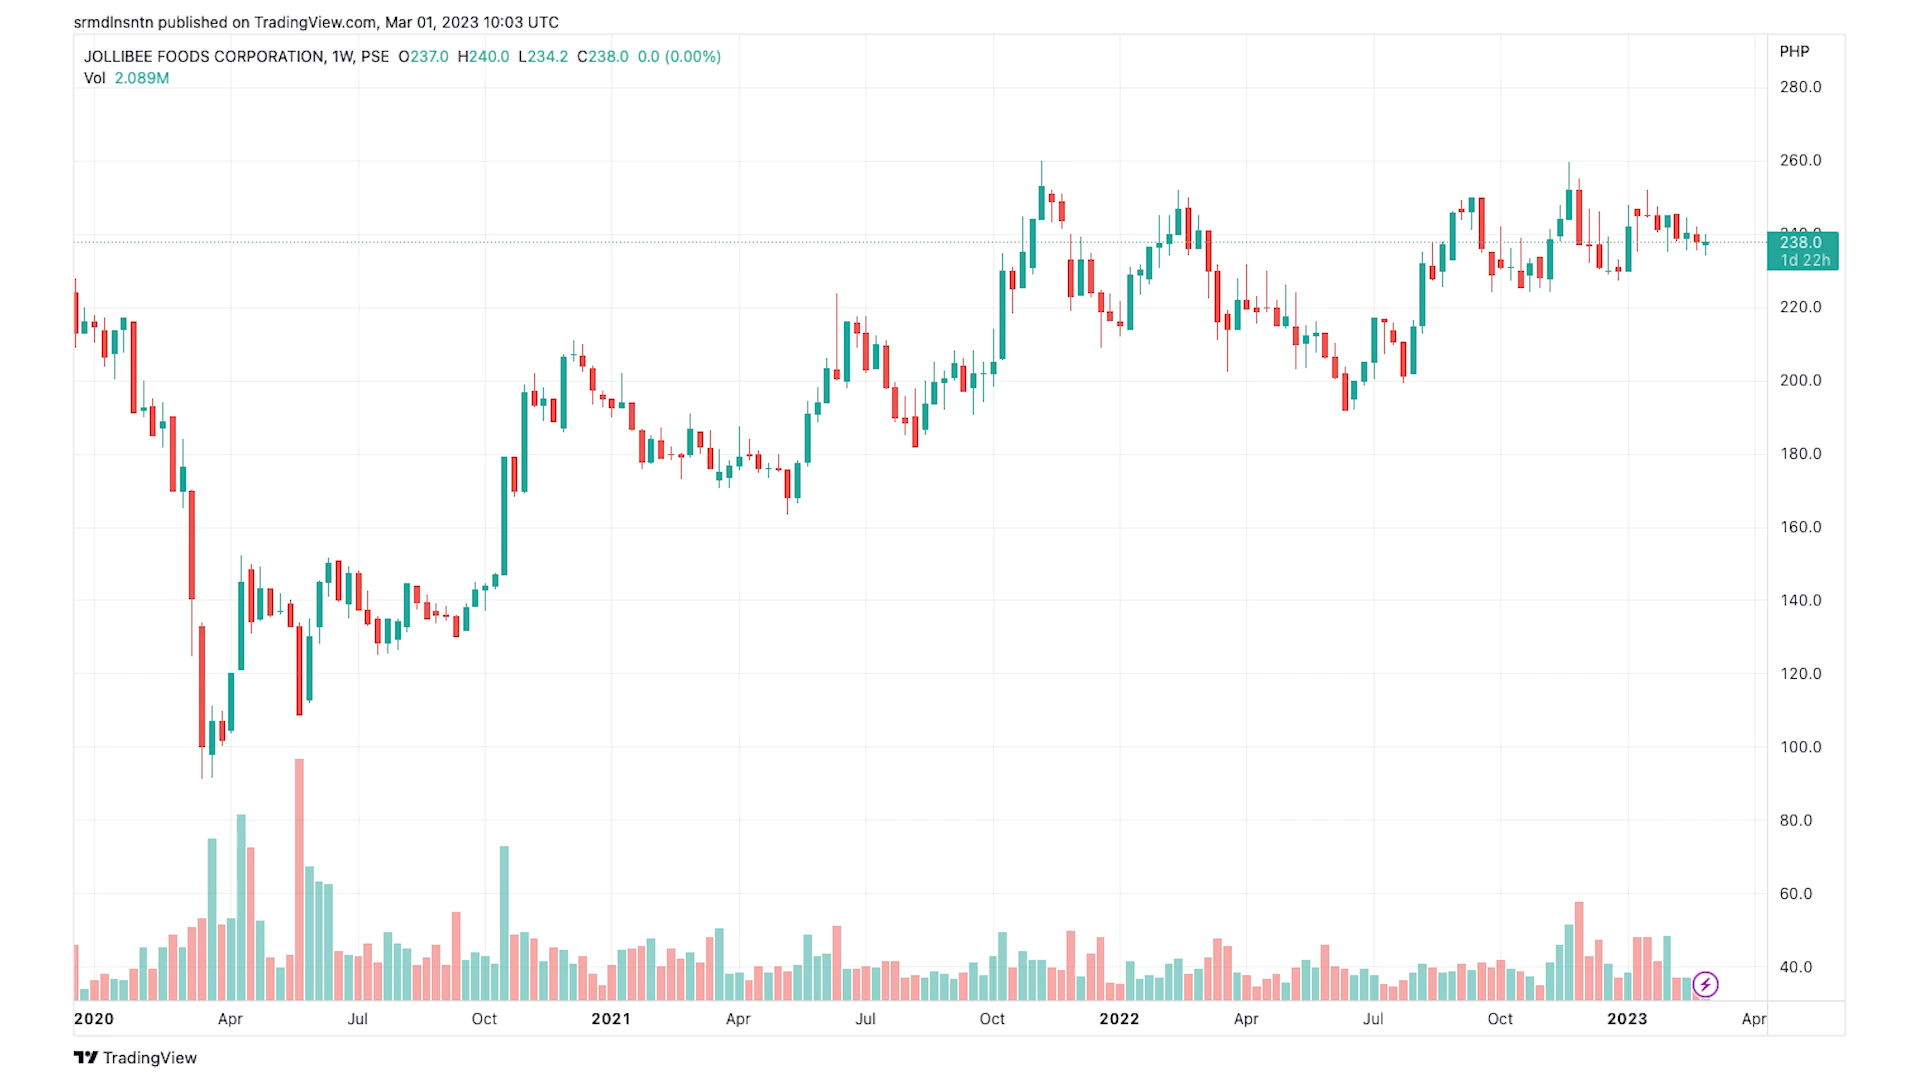 srmdlnsntn published on TradingView.com, Mar 01, 2023 10:03 UTC
JOLLIBEE FOODS CORPORATION, 1W, PSE O237.0 H240.0 L234.2 C238.0 0.0 (0.00%)
Vol 2.089M
PHP
280.0
260.0
240.0
238.0
1d 22h
220.0
200.0
180.0
160.0
140.0
120.0
100.0
80.0
60.0
40.0
2020 Apr Jul Oct 2021 Apr Jul Oct 2022 Apr Jul Oct 2023 Apr
TradingView